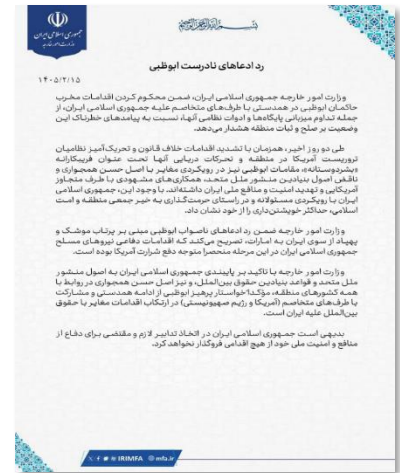 بسم الله الرحمن الرحیم
جمهوری اسلامی ایران
وزارت امور خارجه
۱۴۰۵/۲/۱۵
رد ادعاهای نادرست ابوظبی
وزارت امور خارجه جمهوری اسلامی ایران، ضمن محکوم کردن اقدامات مخرب
حاکمان ابوظبی در همدستی با طرف‌های متخاصم علیه جمهوری اسلامی ایران، از
جمله تداوم میزبانی پایگاه‌ها و ادوات نظامی آنها، نسبت به پیامدهای خطرناک این
وضعیت بر صلح و ثبات منطقه هشدار می‌دهد.
طی دو روز اخیر، همزمان با تشدید اقدامات خلاف قانون و تحریک‌آمیز نظامیان
تروریست آمریکا در منطقه و تحرکات دریایی آنها تحت عنوان فریبکارانه
«بشردوستانه»، مقامات ابوظبی نیز در رویکردی مغایر با اصل حسن همجواری و
ناقض اصول بنیادین منشور ملل متحد، همکاری‌های مشهودی با طرف متجاوز
آمریکایی و تهدید امنیت و منافع ملی ایران داشته‌اند. با وجود این، جمهوری اسلامی
ایران با رویکردی مسئولانه و در راستای حرمت‌گذاری به خیر جمعی منطقه و امت
اسلامی، حداکثر خویشتن‌داری را از خود نشان داد.
وزارت امور خارجه ضمن رد ادعاهای ناصواب ابوظبی مبنی بر پرتاب موشک و
پهپاد از سوی ایران به امارات، تصریح می‌کند که اقدامات دفاعی نیروهای مسلح
جمهوری اسلامی ایران در این مرحله منحصرا متوجه دفع شرارت آمریکا بوده است.
وزارت امور خارجه با تاکید بر پایبندی جمهوری اسلامی ایران به اصول منشور
ملل متحد و قواعد بنیادین حقوق بین‌الملل، و نیز اصل حسن همجواری در روابط با
همه کشورهای منطقه، مؤکدا خواستار پرهیز ابوظبی از ادامه همدستی و مشارکت
با طرف‌های متخاصم (آمریکا و رژیم صهیونیستی) در ارتکاب اقدامات مغایر با حقوق
بین‌الملل علیه ایران است.
بدیهی است جمهوری اسلامی ایران در اتخاذ تدابیر لازم و مقتضی برای دفاع از
منافع و امنیت ملی خود از هیچ اقدامی فروگذار نخواهد کرد.
IRIMFA mfa.ir